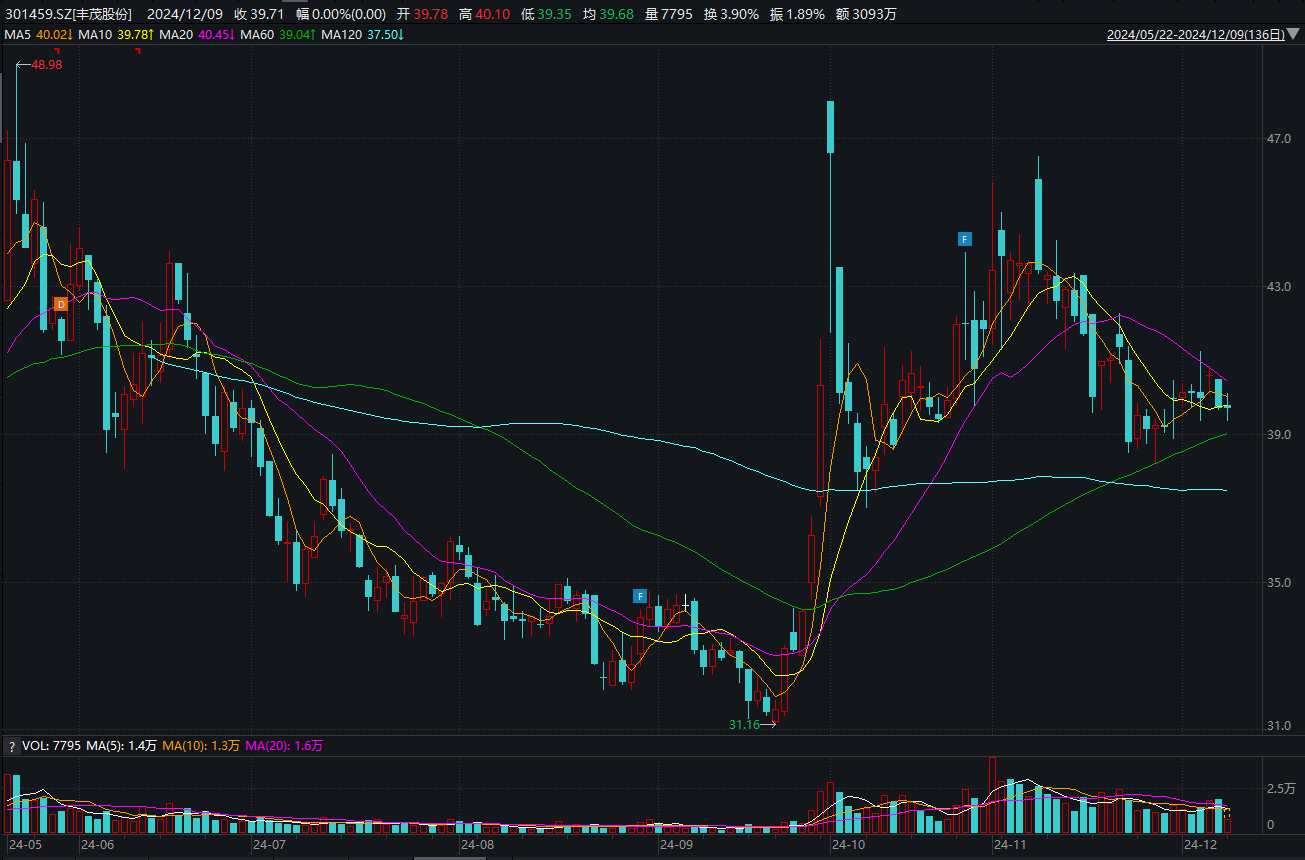 301459.SZ[丰茂股份] 2024/12/09 收 39.71 幅 0.00%(0.00) 开 39.78 高 40.10 低 39.35 均 39.68 量 7795 换 3.90% 振 1.89% 额 3093万
MA5 40.02↓ MA10 39.78↑ MA20 40.45↓ MA60 39.04↑ MA120 37.50↓ 2024/05/22-2024/12/09(136日)▼
48.98
47.0
F
43.0
D
39.0
35.0
F
31.16
31.0
? VOL: 7795 MA(5): 1.4万 MA(10): 1.3万 MA(20): 1.6万
2.5万
0
24-05 24-06 24-07 24-08 24-09 24-10 24-11 24-12